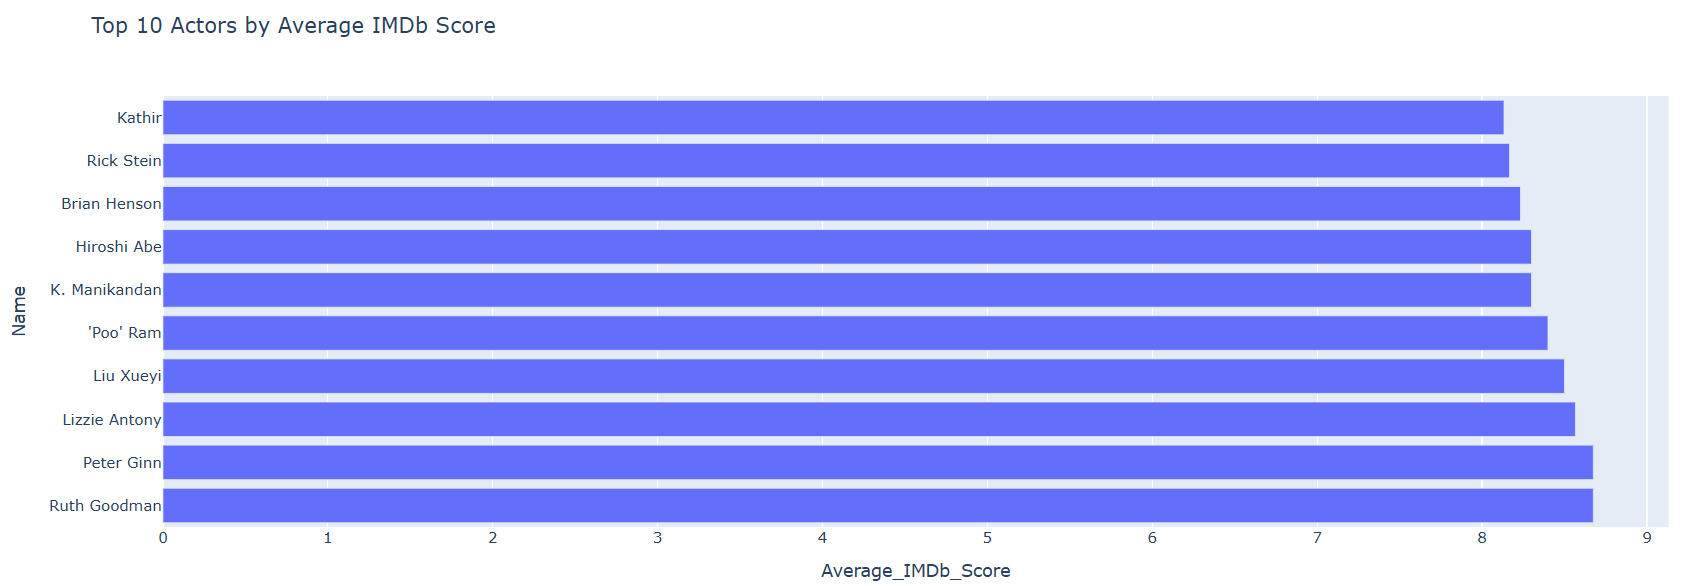 Top 10 Actors by Average IMDb Score
Kathir
Rick Stein
Brian Henson
Hiroshi Abe
K. Manikandan
'Poo' Ram
Liu Xueyi
Lizzie Antony
Peter Ginn
Ruth Goodman
Name
0 1 2 3 4 5 6 7 8 9
Average_IMDb_Score